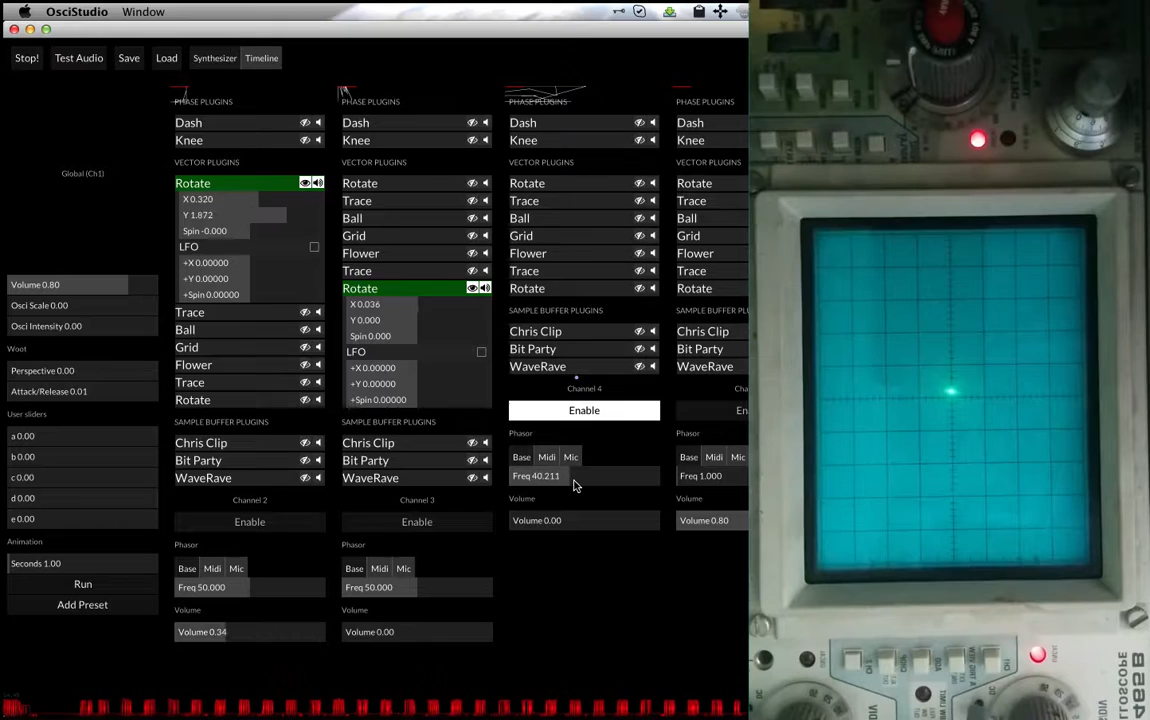 OsciStudio Window
Stop! Test Audio Save Load Synthesizer Timeline
Global (Ch1)
Volume 0.80
Osci Scale 0.00
Osci Intensity 0.00
Woot
Perspective 0.00
Attack/Release 0.01
User sliders
a 0.00
b 0.00
c 0.00
d 0.00
e 0.00
Animation
Seconds 1.00
Run
Add Preset
PHASE PLUGINS
Dash
Knee
VECTOR PLUGINS
Rotate
X 0.320
Y 1.872
Spin -0.000
LFO
+X 0.00000
+Y 0.00000
+Spin 0.00000
Trace
Ball
Grid
Flower
Trace
Rotate
SAMPLE BUFFER PLUGINS
Chris Clip
Bit Party
WaveRave
Channel 2
Enable
Phasor
Base Midi Mic
Freq 50.000
Volume
Volume 0.34
PHASE PLUGINS
Dash
Knee
VECTOR PLUGINS
Rotate
Trace
Ball
Grid
Flower
Trace
Rotate
X 0.036
Y 0.000
Spin 0.000
LFO
+X 0.00000
+Y 0.00000
+Spin 0.00000
SAMPLE BUFFER PLUGINS
Chris Clip
Bit Party
WaveRave
Channel 3
Enable
Phasor
Base Midi Mic
Freq 50.000
Volume
Volume 0.00
PHASE PLUGINS
Dash
Knee
VECTOR PLUGINS
Rotate
Trace
Ball
Grid
Flower
Trace
Rotate
SAMPLE BUFFER PLUGINS
Chris Clip
Bit Party
WaveRave
Channel 4
Enable
Phasor
Base Midi Mic
Freq 40.211
Volume
Volume 0.00
PHASE PLUGINS
Dash
Knee
VECTOR PLUGINS
Rotate
Trace
Ball
Grid
Flower
Trace
Rotate
SAMPLE BUFFER
Chris Clip
Bit Party
WaveRave
Cha
En
Phasor
Base Midi Mic
Freq 1.000
Volume
Volume 0.80
465B